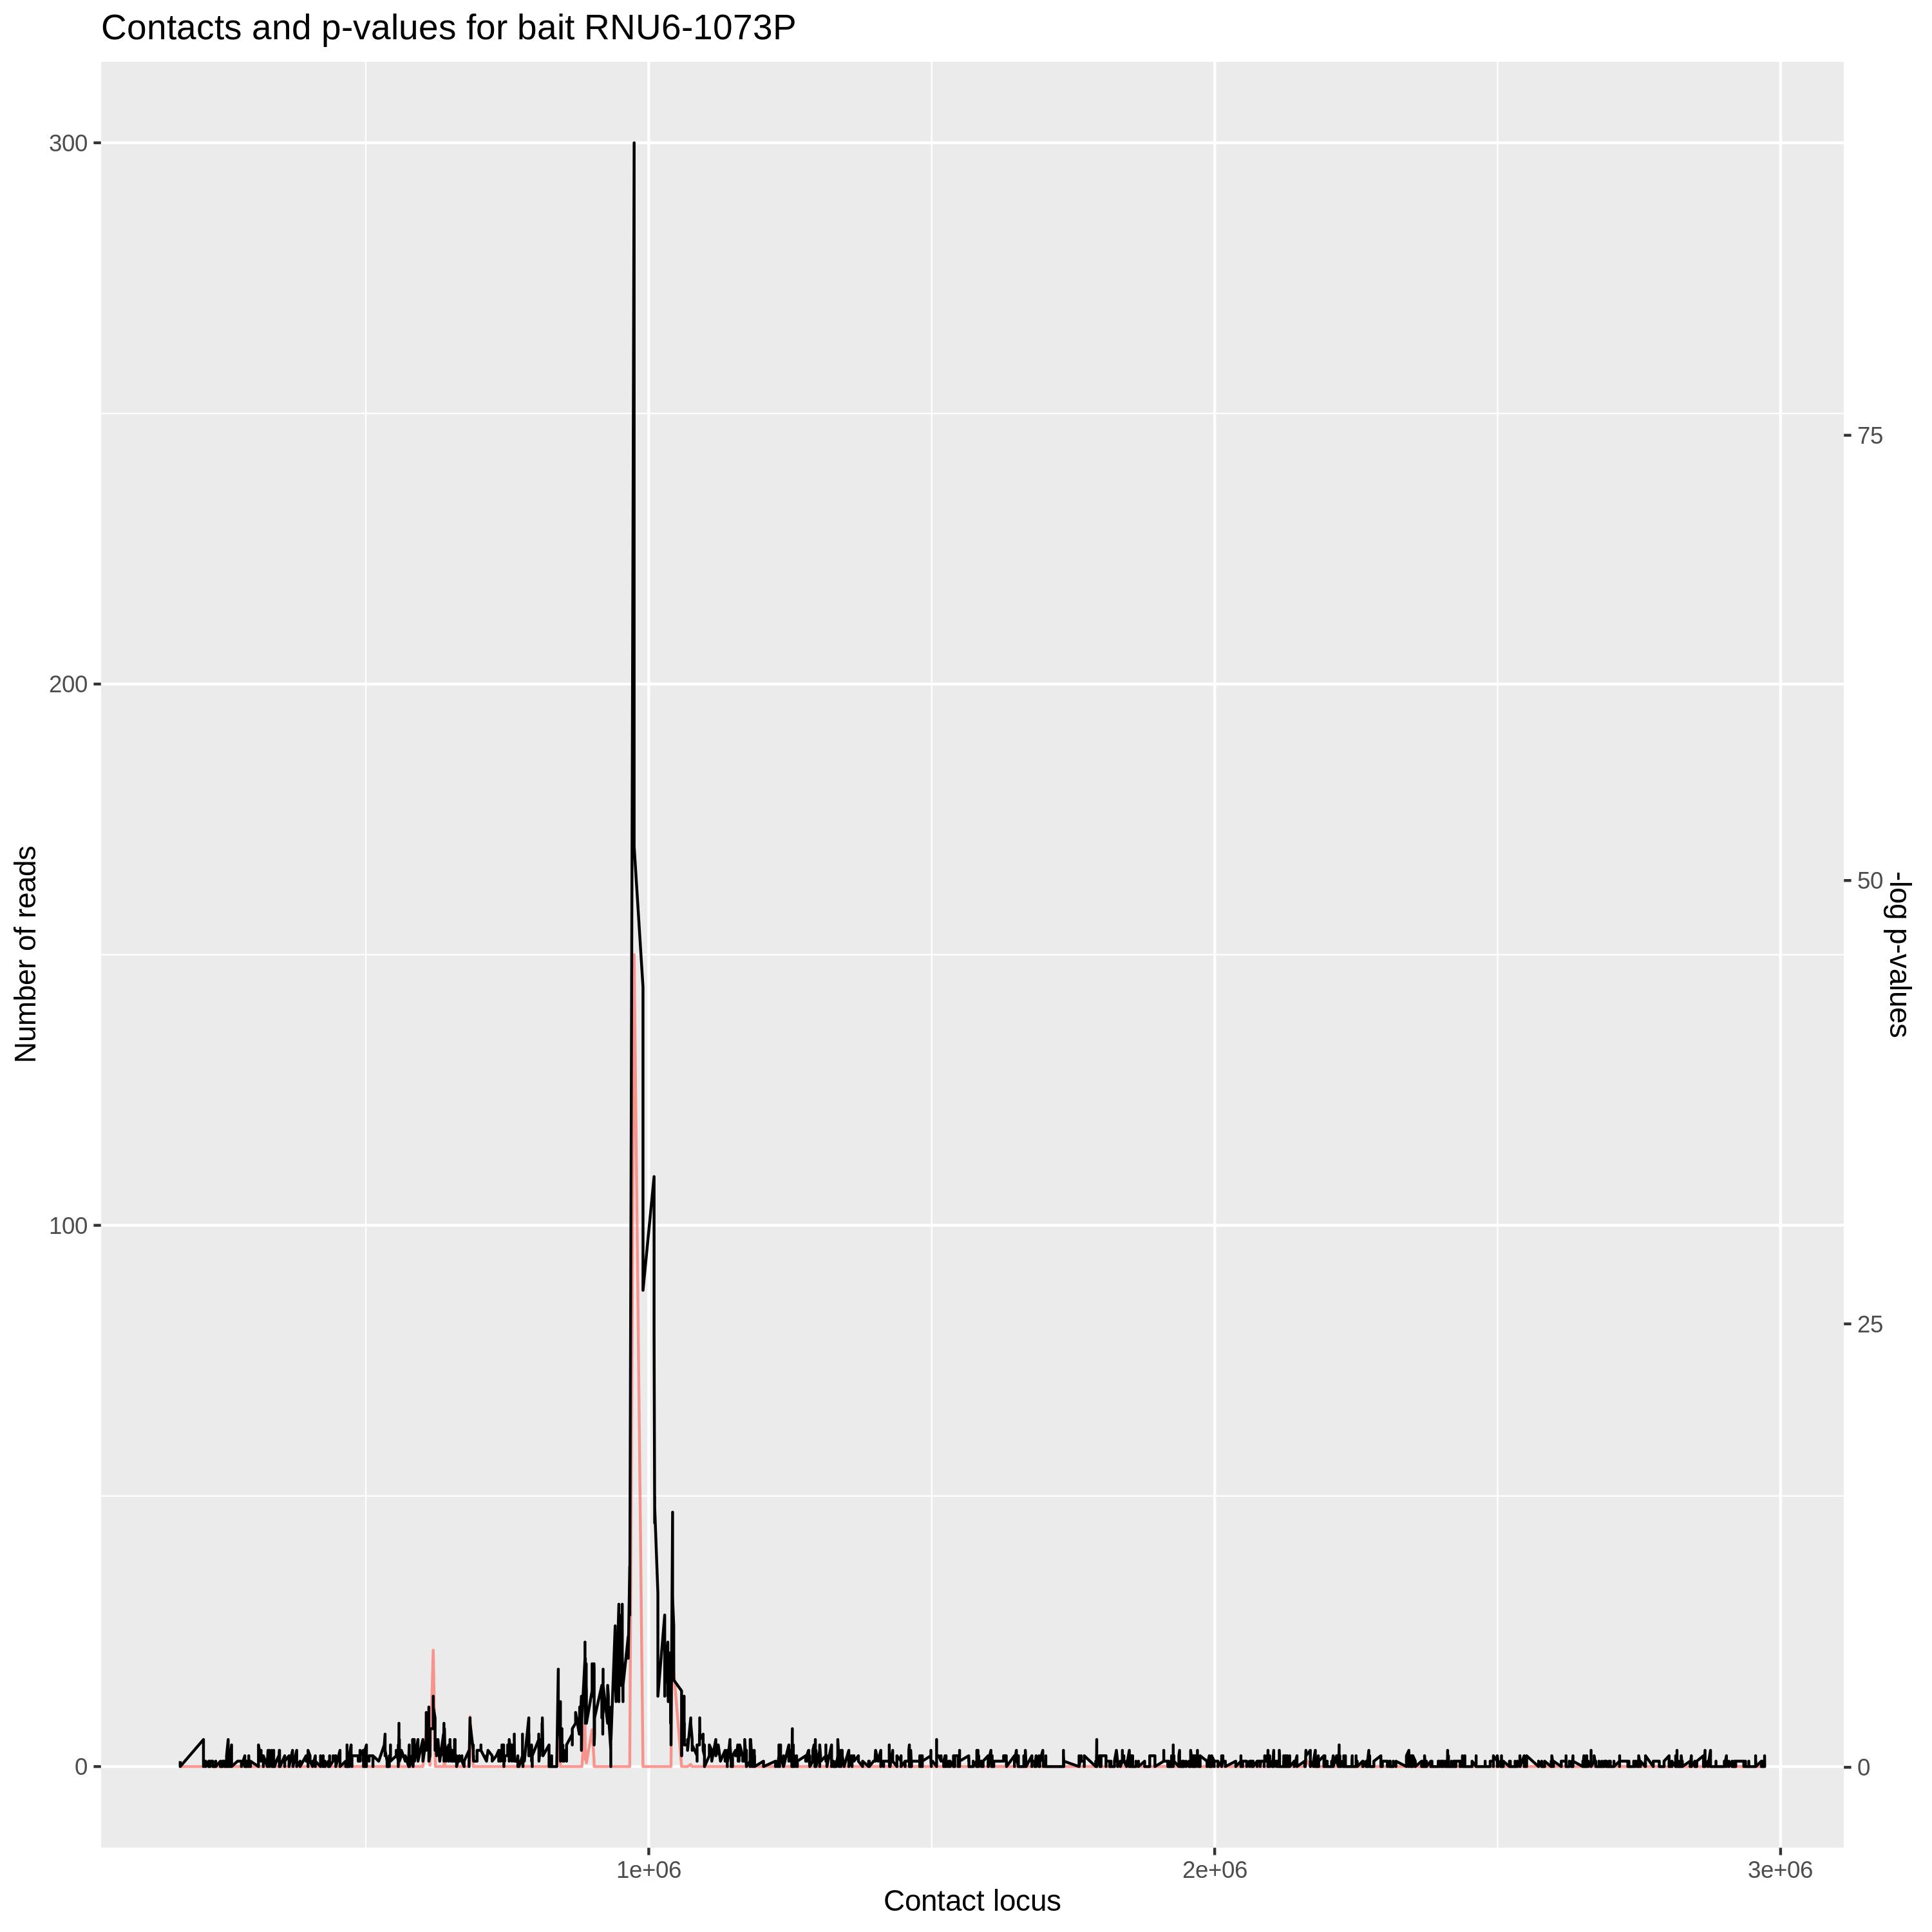 Contacts and p-values for bait RNU6-1073P
300
200
100
0
Number of reads
75
50
25
0
-log p-values
1e+06
2e+06
3e+06
Contact locus